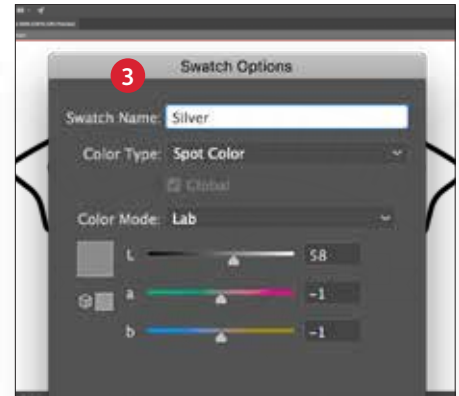 3
Swatch Options
Swatch Name: Silver
Color Type: Spot Color
Global
Color Mode: Lab
L 58
a -1
b -1